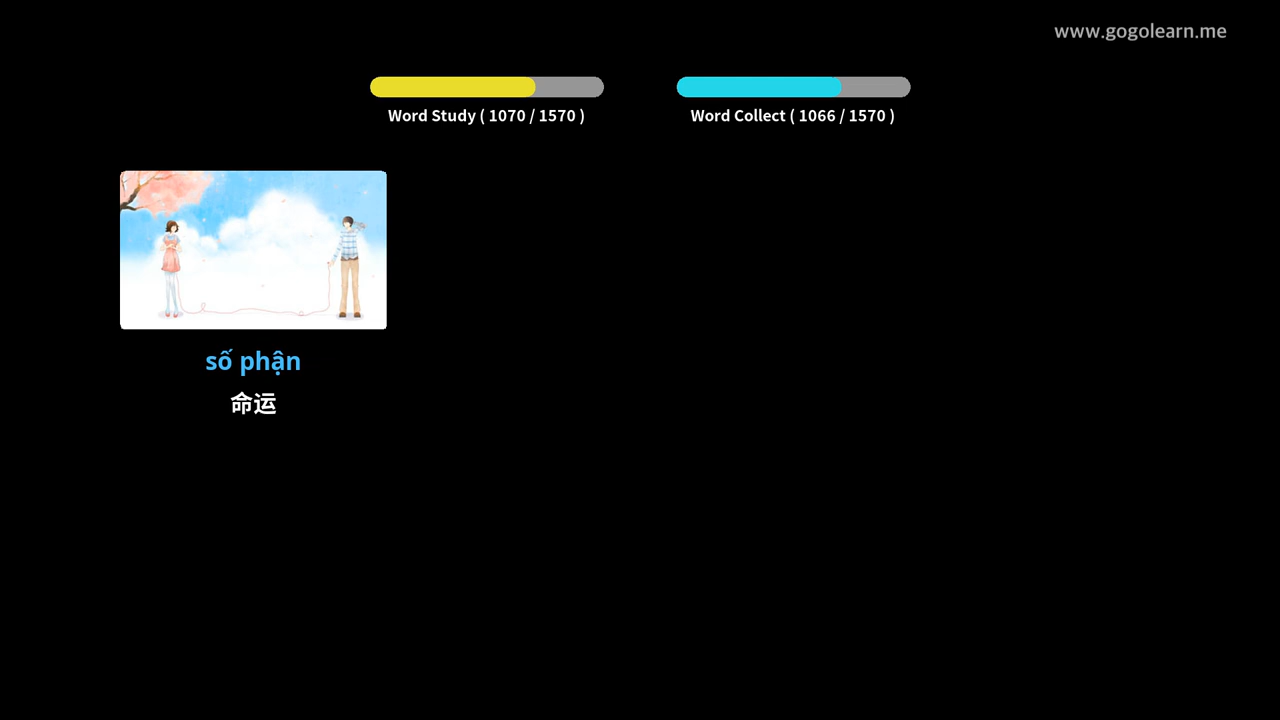 www.gogolearn.me
Word Study ( 1070 / 1570 )
Word Collect ( 1066 / 1570 )
số phận
命运